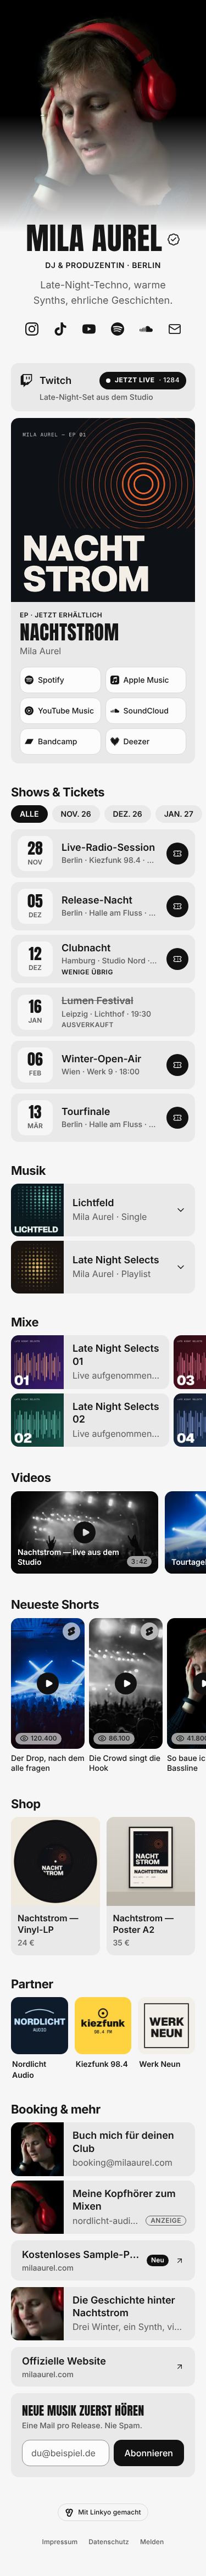 MILA AUREL
DJ & PRODUZENTIN · BERLIN
Late-Night-Techno, warme
Synths, ehrliche Geschichten.
Twitch
JETZT LIVE · 1284
Late-Night-Set aus dem Studio
MILA AUREL — EP 01
NACHT
STROM
EP · JETZT ERHÄLTLICH
NACHTSTROM
Mila Aurel
Spotify
Apple Music
YouTube Music
SoundCloud
Bandcamp
Deezer
Shows & Tickets
ALLE
NOV. 26
DEZ. 26
JAN. 27
28
NOV
Live-Radio-Session
Berlin · Kiezfunk 98.4 · ...
05
DEZ
Release-Nacht
Berlin · Halle am Fluss · ...
12
DEZ
Clubnacht
Hamburg · Studio Nord ·...
WENIGE ÜBRIG
16
JAN
Lumen Festival
Leipzig · Lichthof · 19:30
AUSVERKAUFT
06
FEB
Winter-Open-Air
Wien · Werk 9 · 18:00
13
MÄR
Tourfinale
Berlin · Halle am Fluss · ...
Musik
LICHTFELD
Lichtfeld
Mila Aurel · Single
Late Night Selects
Mila Aurel · Playlist
Mixe
01
Late Night Selects
01
Live aufgenommen...
03
02
Late Night Selects
02
Live aufgenommen...
04
Videos
Nachtstrom — live aus dem
Studio
3:42
Neueste Shorts
120.400
86.100
Der Drop, nach dem
alle fragen
Die Crowd singt die
Hook
So baue ic
Bassline
Shop
NACHT
STROM
NACHT
STROM
NACHTSTROM
Nachtstrom —
Vinyl-LP
24 €
Nachtstrom —
Poster A2
35 €
Partner
NORDLICHT
AUDIO
kiezfunk
98.4 FM
WERK
NEUN
Nordlicht
Audio
Kiezfunk 98.4
Werk Neun
Booking & mehr
Buch mich für deinen
Club
booking@milaaurel.com
Meine Kopfhörer zum
Mixen
nordlicht-audi...
ANZEIGE
Kostenloses Sample-P...
Neu
milaaurel.com
Die Geschichte hinter
Nachtstrom
Drei Winter, ein Synth, vi...
Offizielle Website
milaaurel.com
NEUE MUSIK ZUERST HÖREN
Eine Mail pro Release. Nie Spam.
du@beispiel.de
Abonnieren
Mit Linkyo gemacht
Impressum
Datenschutz
Melden